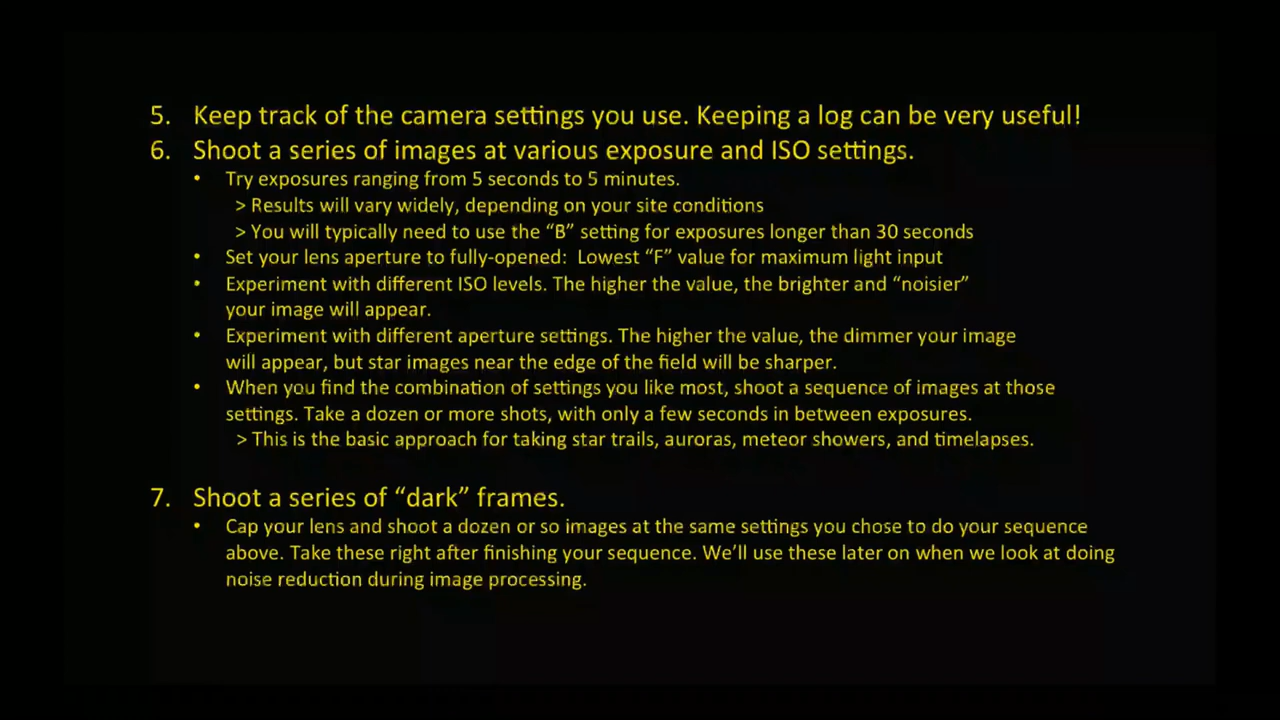 5. Keep track of the camera settings you use. Keeping a log can be very useful!
6. Shoot a series of images at various exposure and ISO settings.
• Try exposures ranging from 5 seconds to 5 minutes.
> Results will vary widely, depending on your site conditions
> You will typically need to use the “B” setting for exposures longer than 30 seconds
• Set your lens aperture to fully-opened: Lowest “F” value for maximum light input
• Experiment with different ISO levels. The higher the value, the brighter and “noisier”
your image will appear.
• Experiment with different aperture settings. The higher the value, the dimmer your image
will appear, but star images near the edge of the field will be sharper.
• When you find the combination of settings you like most, shoot a sequence of images at those
settings. Take a dozen or more shots, with only a few seconds in between exposures.
> This is the basic approach for taking star trails, auroras, meteor showers, and timelapses.
7. Shoot a series of “dark” frames.
• Cap your lens and shoot a dozen or so images at the same settings you chose to do your sequence
above. Take these right after finishing your sequence. We’ll use these later on when we look at doing
noise reduction during image processing.